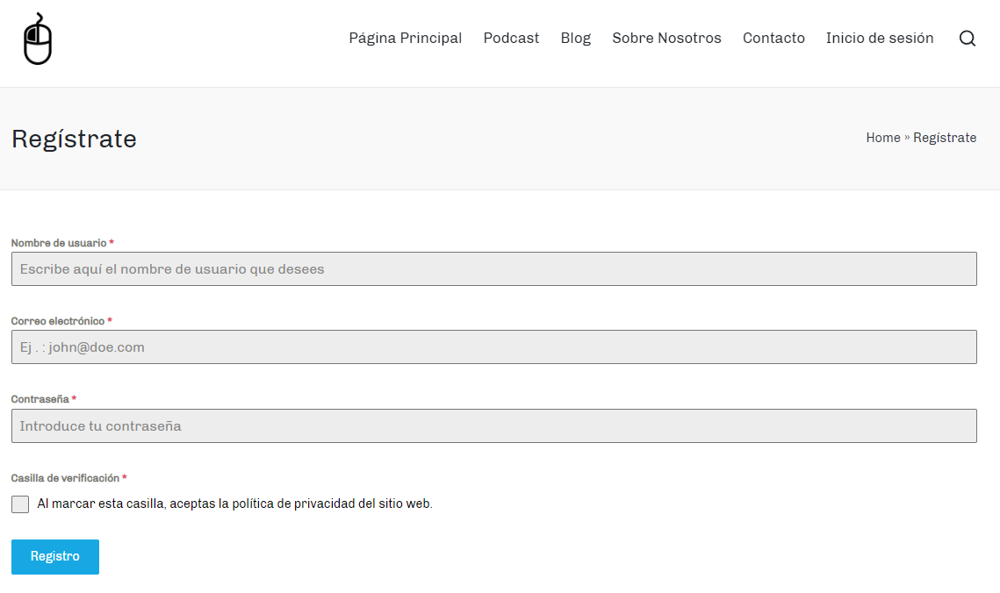 Página Principal Podcast Blog Sobre Nosotros Contacto Inicio de sesión
Regístrate
Home » Regístrate
Nombre de usuario *
Escribe aquí el nombre de usuario que desees
Correo electrónico *
Ej . : john@doe.com
Contraseña *
Introduce tu contraseña
Casilla de verificación *
Al marcar esta casilla, aceptas la política de privacidad del sitio web.
Registro